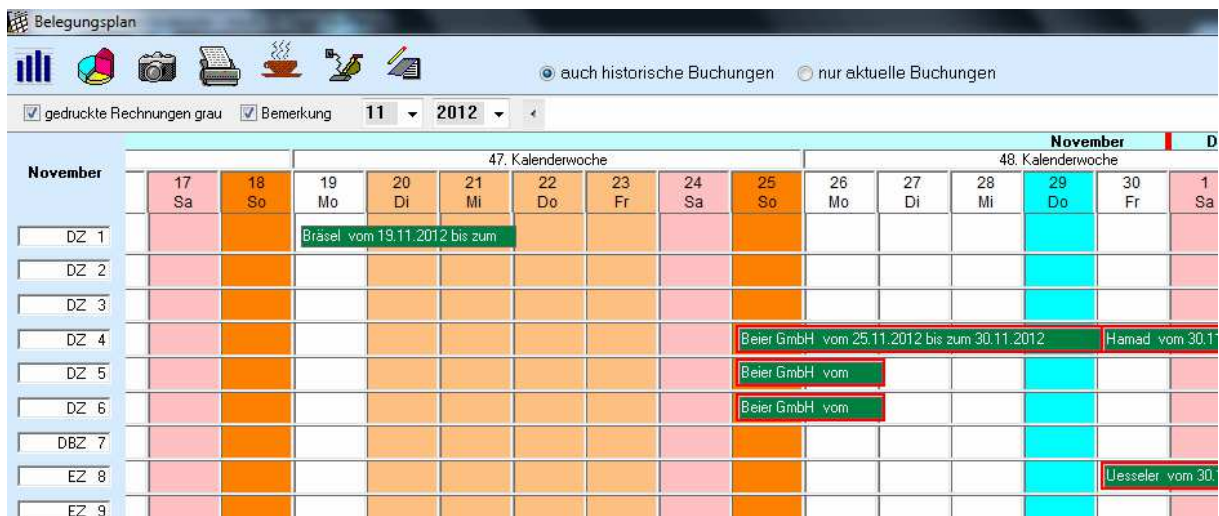 Belegungsplan
auch historische Buchungen nur aktuelle Buchungen
gedruckte Rechnungen grau Bemerkung 11 2012
November D
47. Kalenderwoche 48. Kalenderwoche
November
17 18 19 20 21 22 23 24 25 26 27 28 29 30 1
Sa So Mo Di Mi Do Fr Sa So Mo Di Mi Do Fr Sa
DZ 1 Bräsel vom 19.11.2012 bis zum
DZ 2
DZ 3
DZ 4 Beier GmbH vom 25.11.2012 bis zum 30.11.2012 Hamad vom 30.11
DZ 5 Beier GmbH vom
DZ 6 Beier GmbH vom
DBZ 7
EZ 8 Uesseler vom 30.1
EZ 9